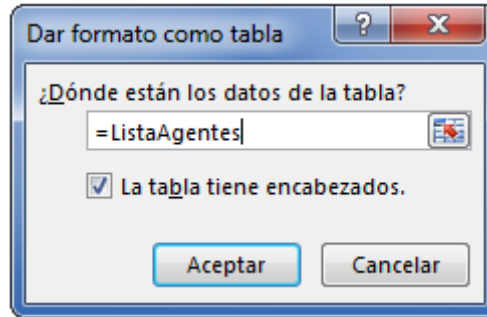 Dar formato como tabla
¿Dónde están los datos de la tabla?
=ListaAgentes
La tabla tiene encabezados.
Aceptar Cancelar